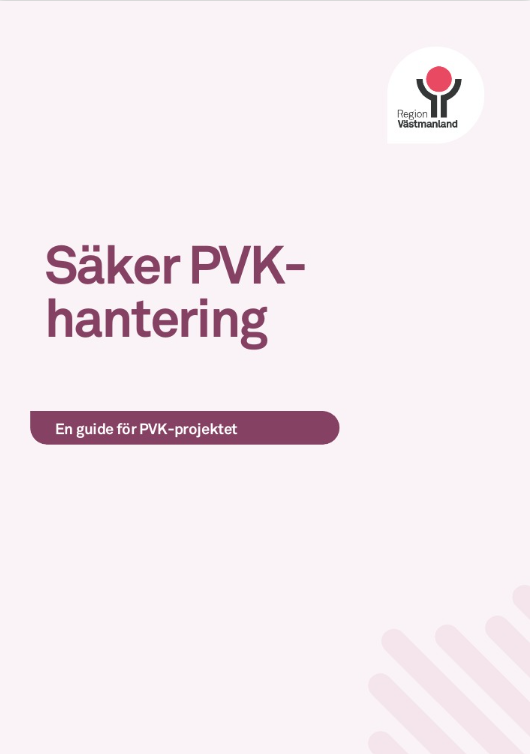 Region
Västmanland
Säker PVK-
hantering
En guide för PVK-projektet